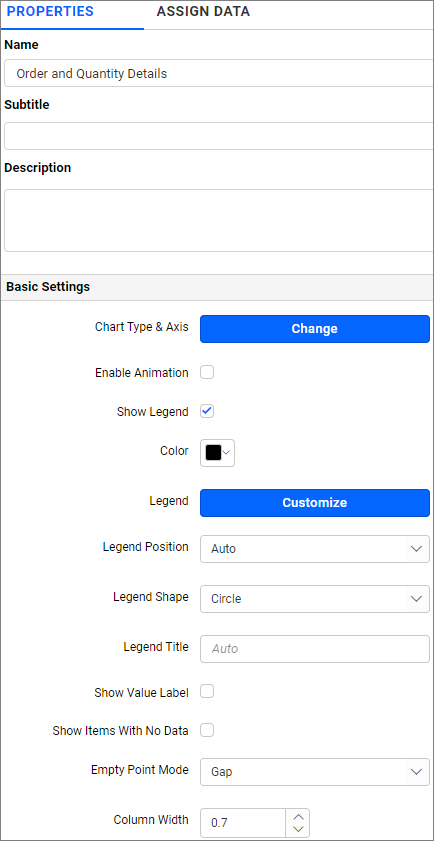 PROPERTIES ASSIGN DATA
Name
Order and Quantity Details
Subtitle
Description
Basic Settings
Chart Type & Axis Change
Enable Animation
Show Legend
Color
Legend Customize
Legend Position Auto
Legend Shape Circle
Legend Title Auto
Show Value Label
Show Items With No Data
Empty Point Mode Gap
Column Width 0.7